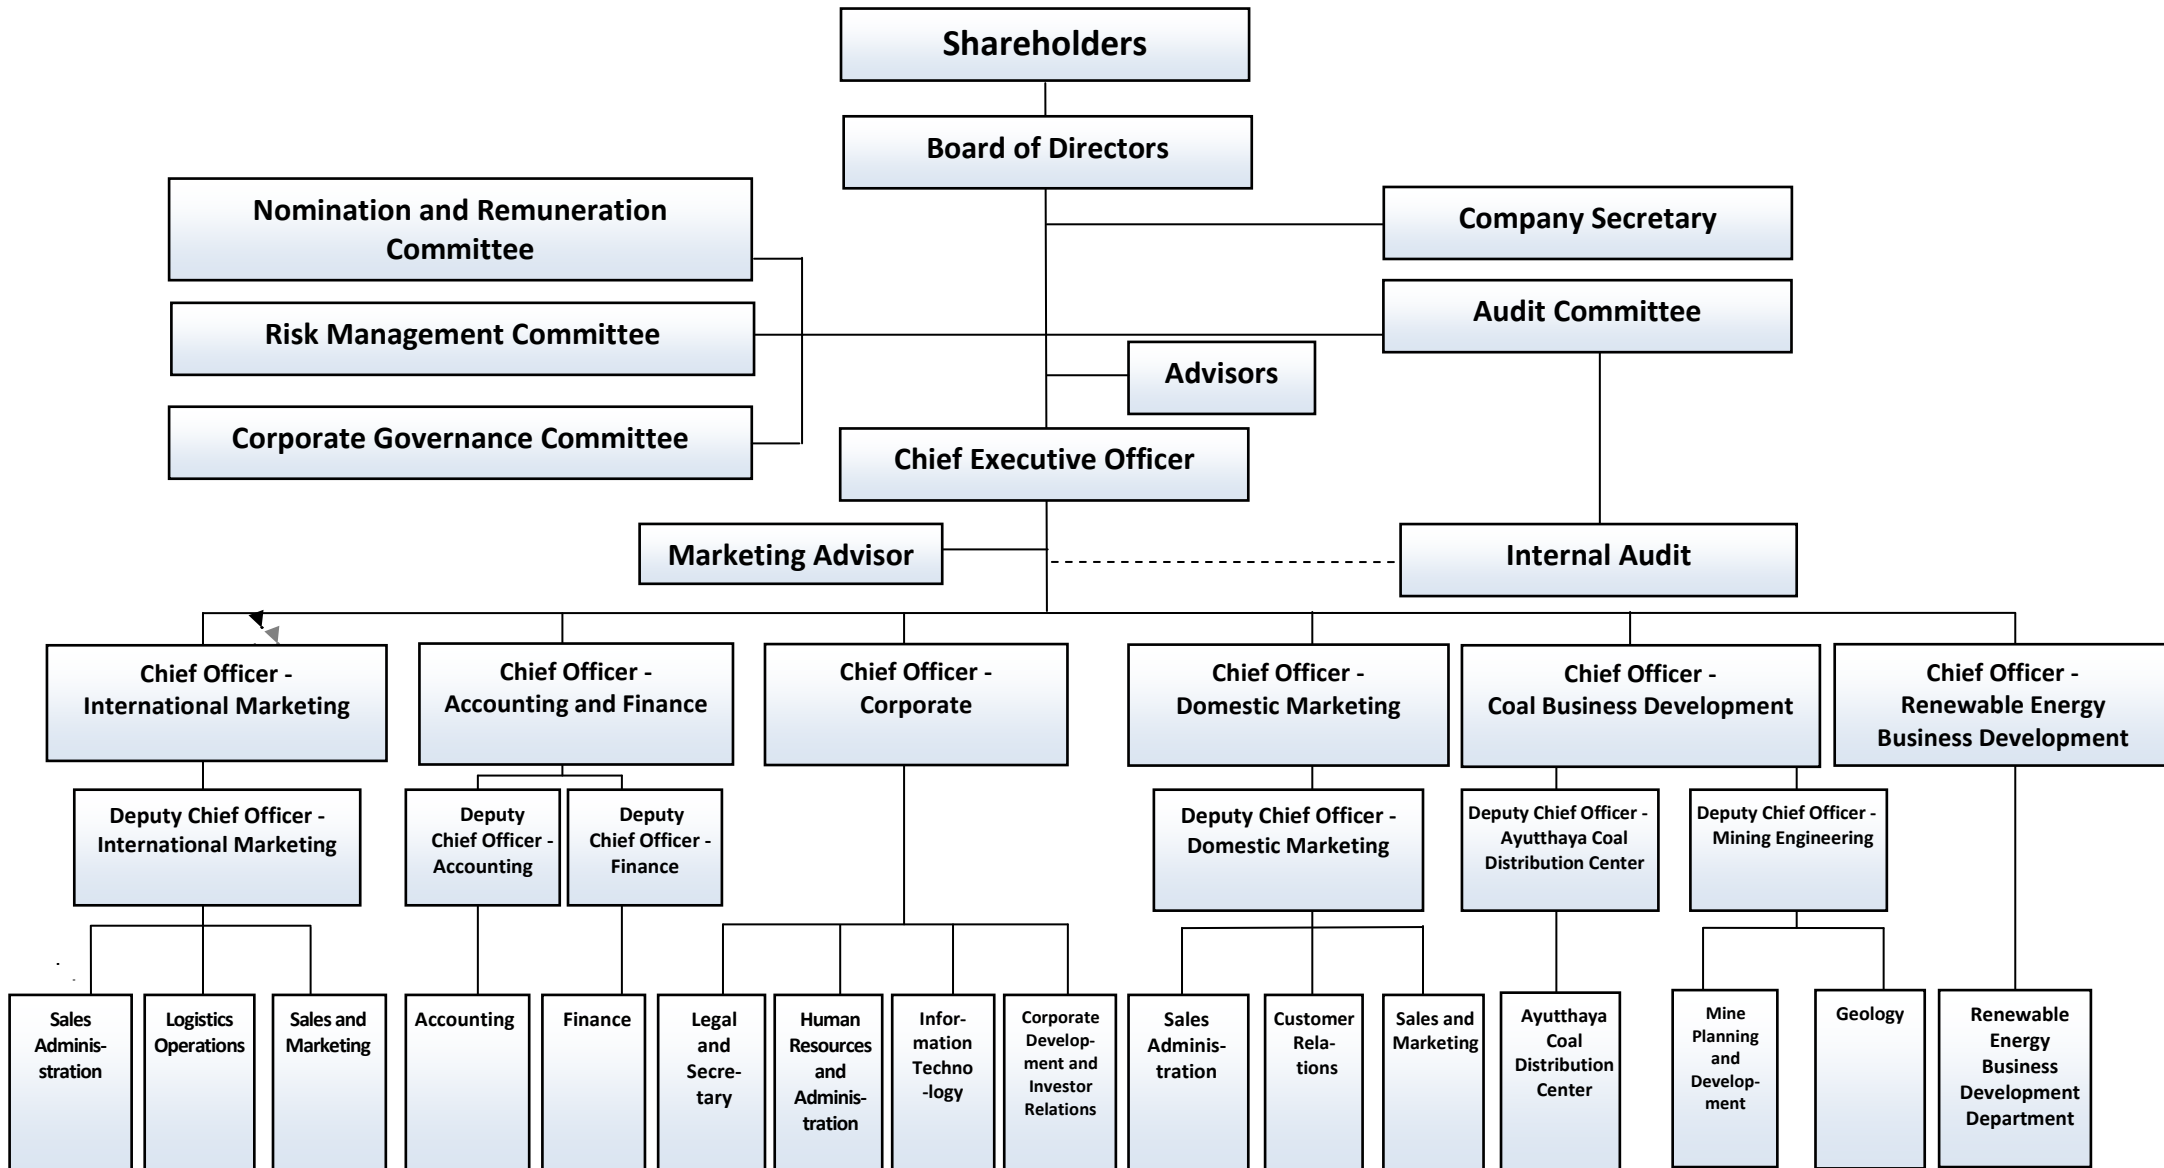 Shareholders
Board of Directors
Nomination and Remuneration
Committee
Company Secretary
Risk Management Committee
Audit Committee
Advisors
Corporate Governance Committee
Chief Executive Officer
Marketing Advisor
Internal Audit
Chief Officer -
International Marketing
Chief Officer -
Accounting and Finance
Chief Officer -
Corporate
Chief Officer -
Domestic Marketing
Chief Officer -
Coal Business Development
Chief Officer -
Renewable Energy
Business Development
Deputy Chief Officer -
International Marketing
Deputy
Chief Officer -
Accounting
Deputy
Chief Officer -
Finance
Deputy Chief Officer -
Domestic Marketing
Deputy Chief Officer -
Ayutthaya Coal
Distribution Center
Deputy Chief Officer -
Mining Engineering
Sales
Adminis-
stration
Logistics
Operations
Sales and
Marketing
Accounting
Finance
Legal
and
Secre-
tary
Human
Resources
and
Adminis-
tration
Infor-
mation
Techno
-logy
Corporate
Develop-
ment and
Investor
Relations
Sales
Adminis-
tration
Customer
Rela-
tions
Sales and
Marketing
Ayutthaya
Coal
Distribution
Center
Mine
Planning
and
Develop-
ment
Geology
Renewable
Energy
Business
Development
Department